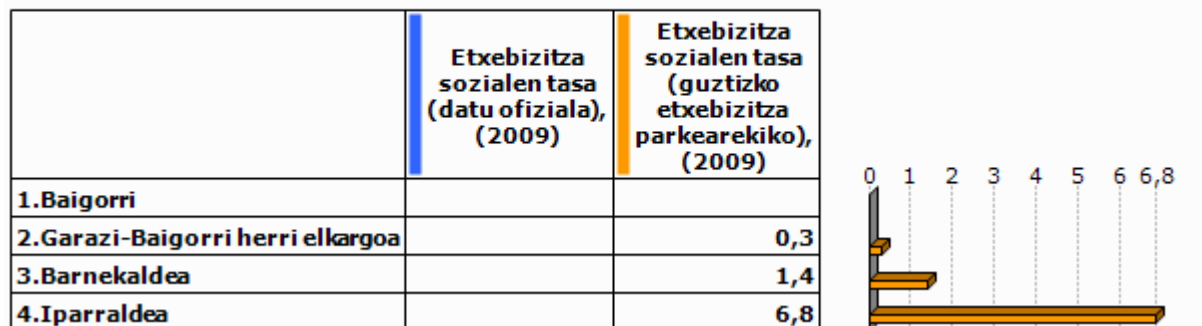 Etxebizitza
sozialen tasa
(datu ofiziala),
(2009)
Etxebizitza
sozialen tasa
(guztizko
etxebizitza
parkearekiko),
(2009)
0 1 2 3 4 5 6 6,8
1.Baigorri
2.Garazi-Baigorri herri elkargoa 0,3
3.Barnekaldea 1,4
4.Iparraldea 6,8